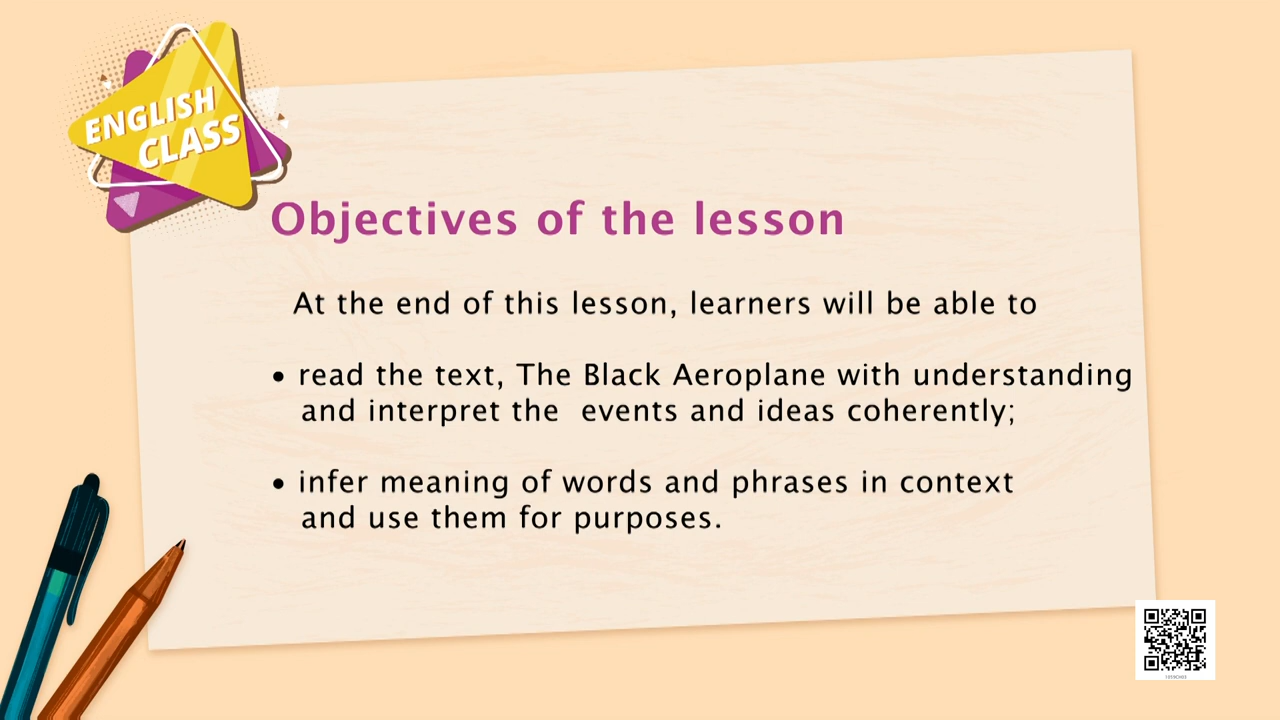 ENGLISH
CLASS
Objectives of the lesson
At the end of this lesson, learners will be able to
• read the text, The Black Aeroplane with understanding
and interpret the events and ideas coherently;
• infer meaning of words and phrases in context
and use them for purposes.